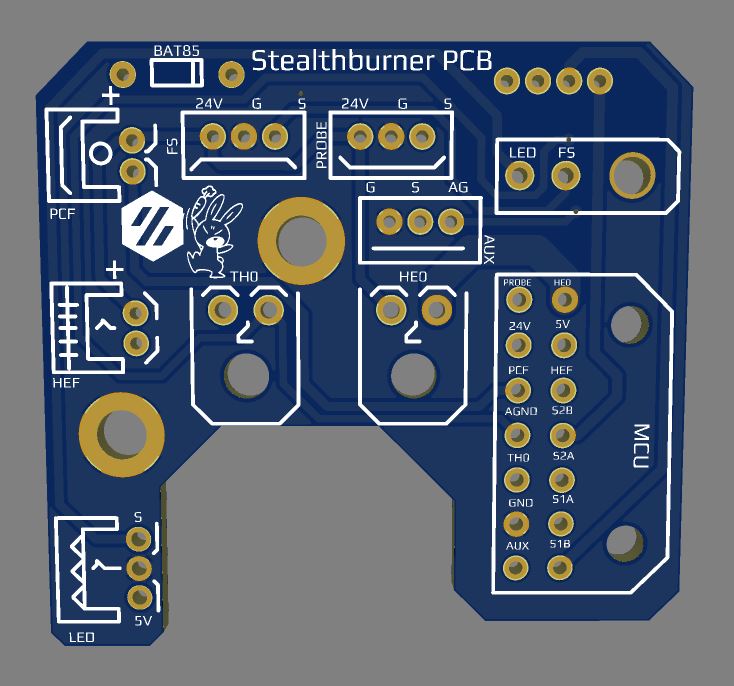 BAT85
Stealthburner PCB
+
24V G S
FS
24V G S
PROBE
LED FS
PCF
G S AG
AUX
+
TH0
HE0
HEF
PROBE HE0
24V 5V
PCF HEF
AGND S2B
TH0 S2A
GND S1A
AUX S1B
MCU
S
5V
LED